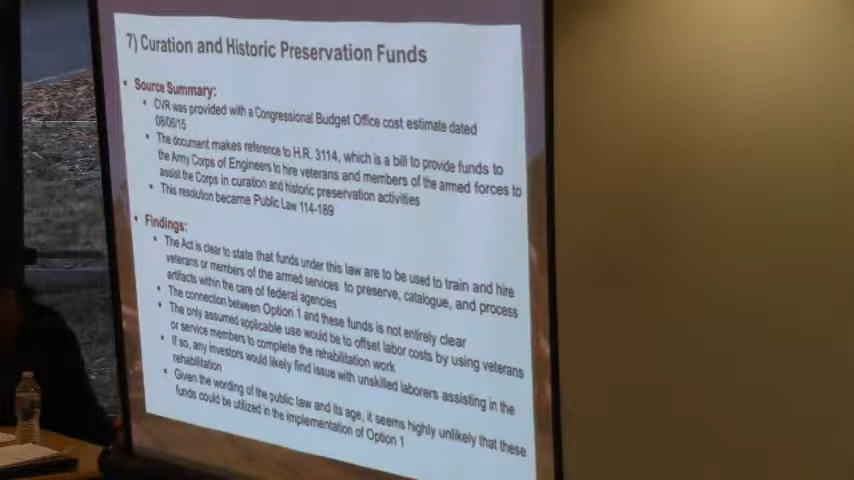 7) Curation and Historic Preservation Funds
• Source Summary:
• CVR was provided with a Congressional Budget Office cost estimate dated
08/06/15
• The document makes reference to H.R. 3114, which is a bill to provide funds to
the Army Corps of Engineers to hire veterans and members of the armed forces to
assist the Corps in curation and historic preservation activities
• This resolution became Public Law 114-189
• Findings:
• The Act is clear to state that funds under this law are to be used to train and hire
veterans or members of the armed services to preserve, catalogue, and process
artifacts within the care of federal agencies
• The connection between Option 1 and these funds is not entirely clear
• The only assumed applicable use would be to offset labor costs by using veterans
or service members to complete the rehabilitation work
• If so, any investors would likely find issue with unskilled laborers assisting in the
rehabilitation
• Given the wording of the public law and its age, it seems highly unlikely that these
funds could be utilized in the implementation of Option 1